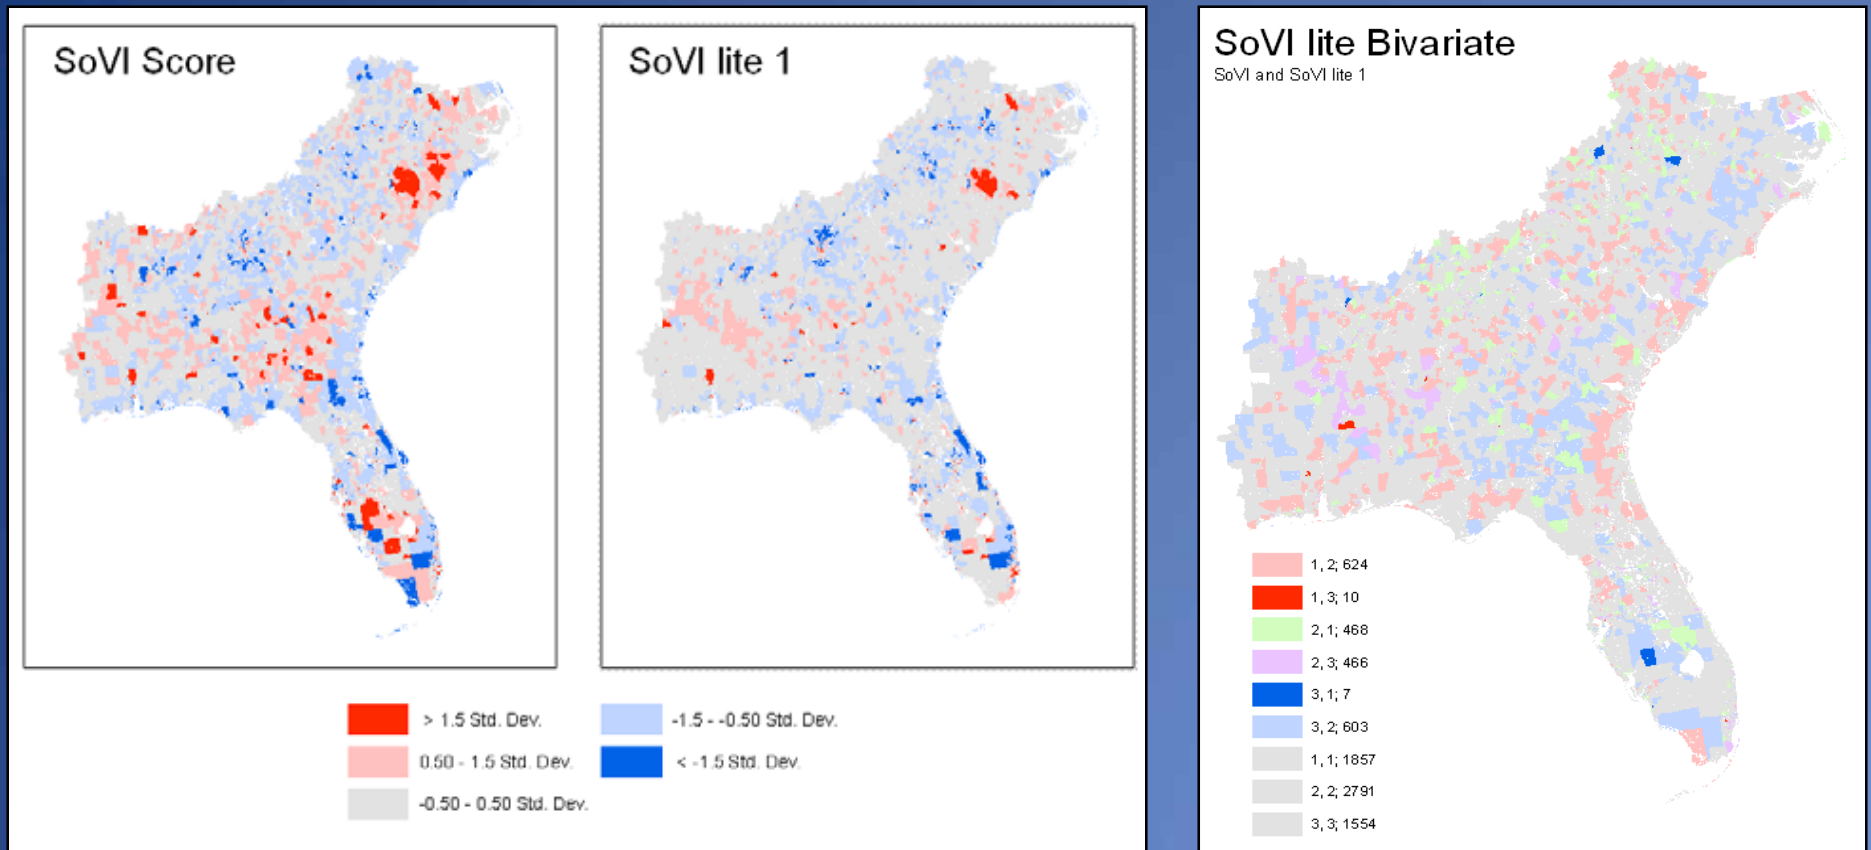 SoVI Score
SoVI lite 1
> 1.5 Std. Dev.
0.50 - 1.5 Std. Dev.
-0.50 - 0.50 Std. Dev.
-1.5 - -0.50 Std. Dev.
< -1.5 Std. Dev.
SoVI lite Bivariate
SoVI and SoVI lite 1
1, 2; 624
1, 3; 10
2, 1; 468
2, 3; 466
3, 1; 7
3, 2; 603
1, 1; 1857
2, 2; 2791
3, 3; 1554